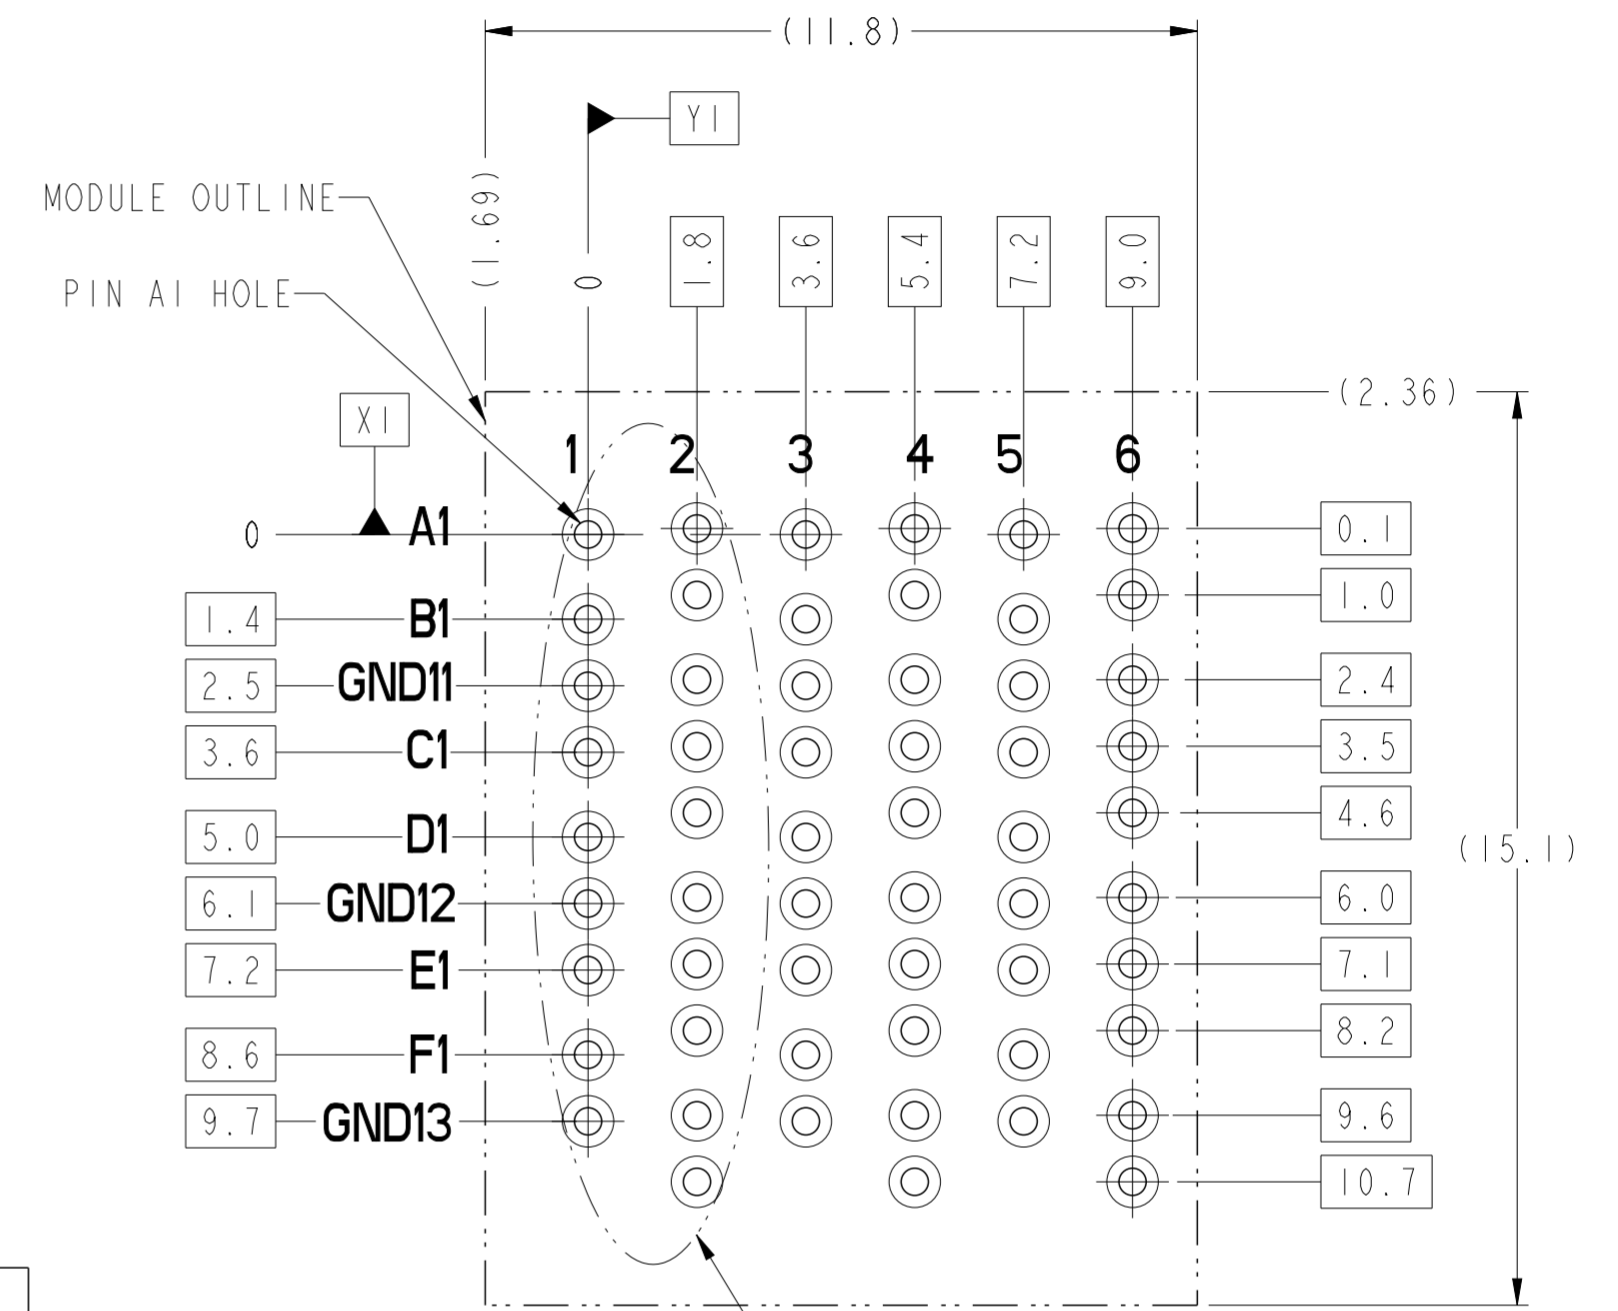 (11.8)
Y1
MODULE OUTLINE
(1.69)
0
1.8
3.6
5.4
7.2
9.0
PIN A1 HOLE
(2.36)
X1
1 2 3 4 5 6
0 A1 0.1
1.0
1.4 B1
2.5 GND11 2.4
3.6 C1 3.5
4.6
5.0 D1
(15.1)
6.1 GND12 6.0
7.2 E1 7.1
8.2
8.6 F1
9.7 GND13 9.6
10.7